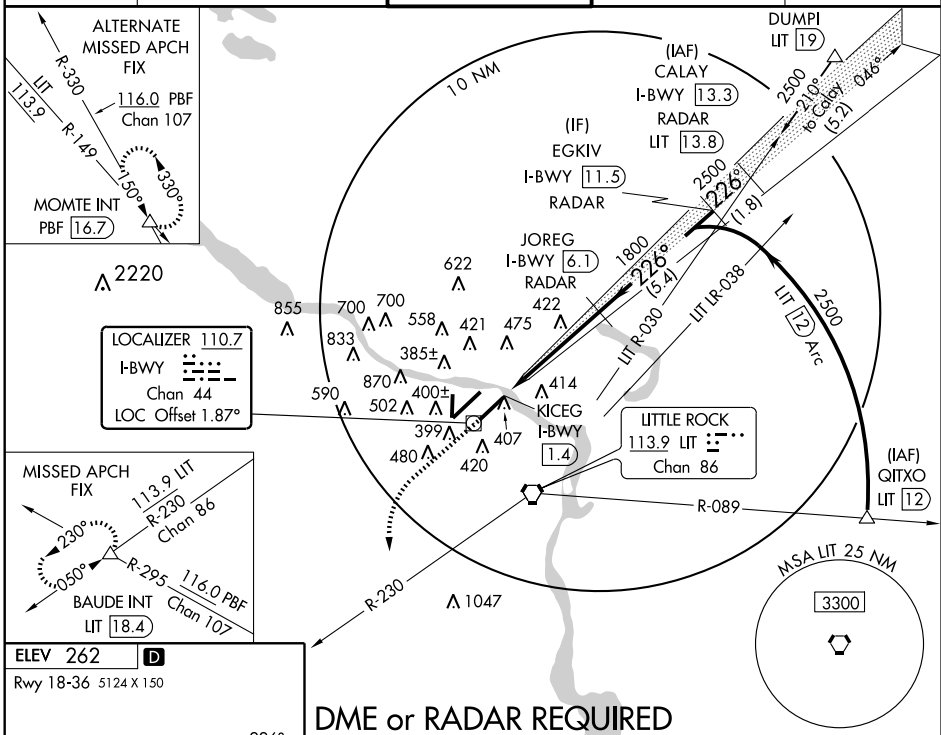 ALTERNATE
MISSED APCH
FIX
R-330
LIT
113.9
116.0 PBF
Chan 107
R-149
150°
330°
MOMTE INT
PBF 16.7
10 NM
DUMPI
LIT 19
(IAF)
CALAY
I-BWY 13.3
RADAR
LIT 13.8
2500
210°
to Calay
(5.2)
046°
(IF)
EGKIV
I-BWY 11.5
RADAR
2500
226°
(1.8)
JOREG
I-BWY 6.1
RADAR
1800
226°
(5.4)
LIT R-030
LIT LR-038
2500
LIT 12 Arc
2220
622
855
700
700
558
421
475
422
833
385±
870
590
502
400±
414
399
407
480
420
KICEG
I-BWY
1.4
LOCALIZER 110.7
I-BWY
Chan 44
LOC Offset 1.87°
LITTLE ROCK
113.9 LIT
Chan 86
(IAF)
QITXO
LIT 12
R-089
R-230
1047
MISSED APCH
FIX
113.9 LIT
R-230
Chan 86
230°
050°
R-295
116.0 PBF
Chan 107
BAUDE INT
LIT 18.4
MSA LIT 25 NM
3300
ELEV 262 D
Rwy 18-36 5124 X 150
DME or RADAR REQUIRED